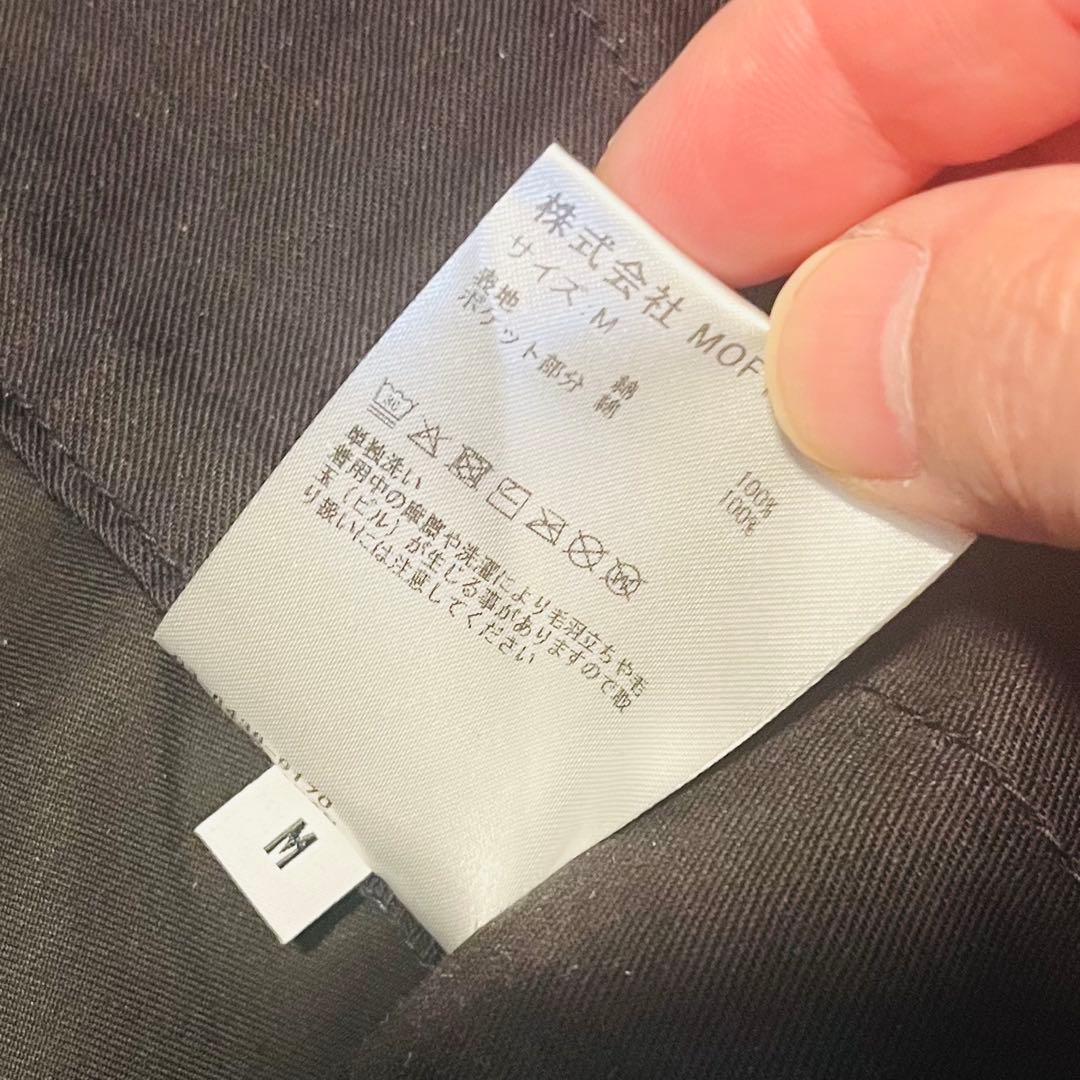 株式会社 MOF
サイズ:M
表地 綿 100%
ポケット部分 綿 100%
30
単独洗い
着用中の摩擦や洗濯により毛羽立ちや毛
玉(ピル)が生じる事がありますので取
り扱いには注意してください
M